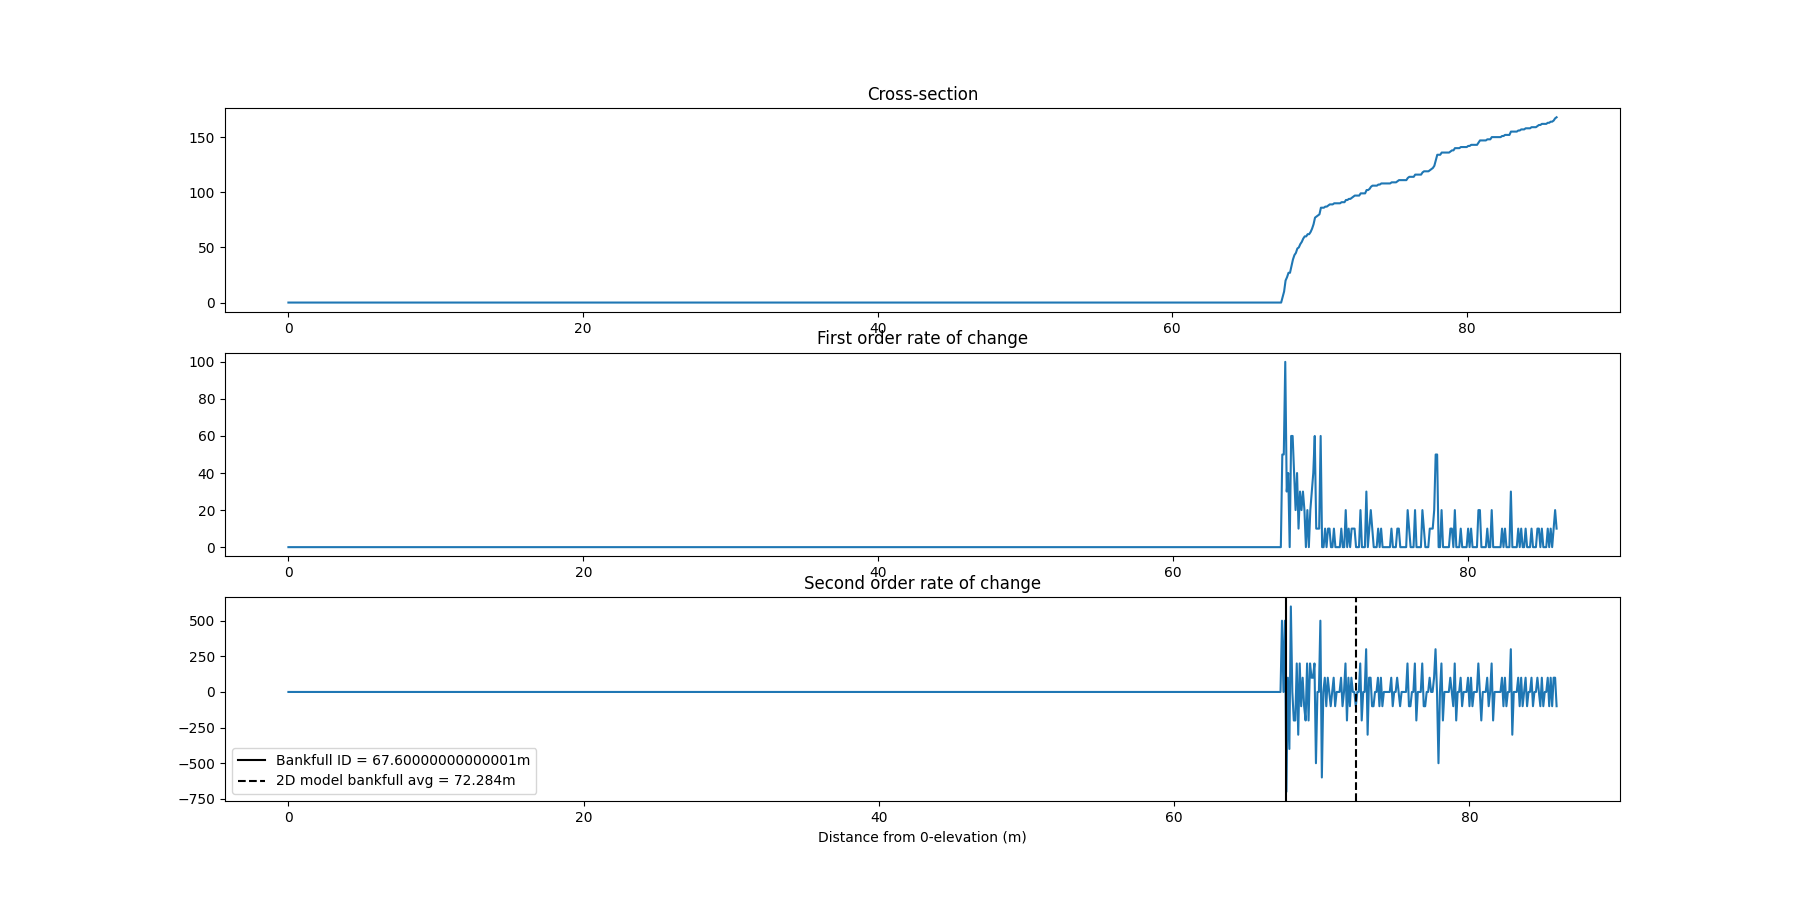 Cross-section
150
100
50
0
0 20 40 60 80
First order rate of change
100
80
60
40
20
0
0 20 40 60 80
Second order rate of change
500
250
0
−250
−500
−750
Bankfull ID = 67.60000000000001m
2D model bankfull avg = 72.284m
0 20 40 60 80
Distance from 0-elevation (m)